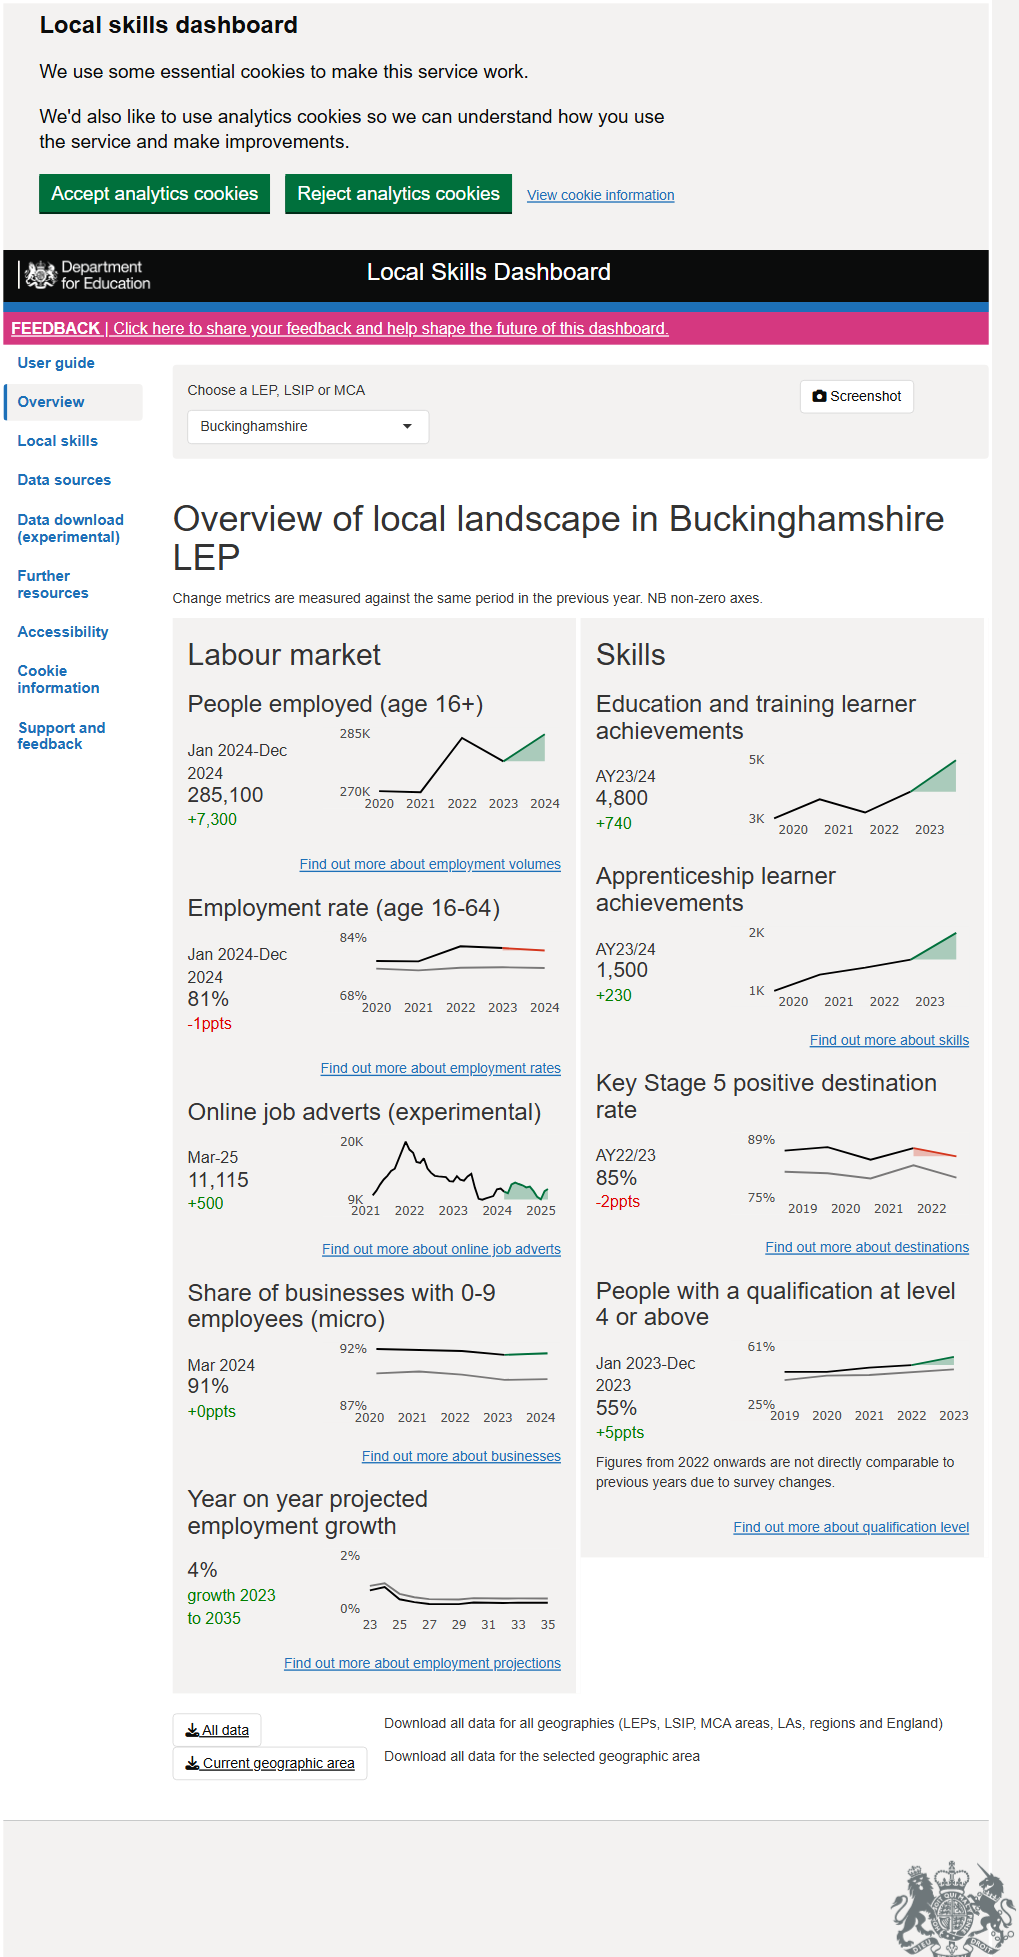 Local skills dashboard
We use some essential cookies to make this service work.
We'd also like to use analytics cookies so we can understand how you use
the service and make improvements.
Accept analytics cookies
Reject analytics cookies
View cookie information
Department
for Education
Local Skills Dashboard
FEEDBACK | Click here to share your feedback and help shape the future of this dashboard.
User guide
Overview
Local skills
Data sources
Data download
(experimental)
Further
resources
Accessibility
Cookie
information
Support and
feedback
Choose a LEP, LSIP or MCA
Buckinghamshire
Screenshot
Overview of local landscape in Buckinghamshire
LEP
Change metrics are measured against the same period in the previous year. NB non-zero axes.
Labour market
People employed (age 16+)
Jan 2024-Dec
2024
285,100
+7,300
285K
270K
2020 2021 2022 2023 2024
Find out more about employment volumes
Employment rate (age 16-64)
Jan 2024-Dec
2024
81%
-1ppts
84%
68%
2020 2021 2022 2023 2024
Find out more about employment rates
Online job adverts (experimental)
Mar-25
11,115
+500
20K
9K
2021 2022 2023 2024 2025
Find out more about online job adverts
Share of businesses with 0-9
employees (micro)
Mar 2024
91%
+0ppts
92%
87%
2020 2021 2022 2023 2024
Find out more about businesses
Year on year projected
employment growth
4%
growth 2023
to 2035
2%
0%
23 25 27 29 31 33 35
Find out more about employment projections
Skills
Education and training learner
achievements
AY23/24
4,800
+740
5K
3K
2020 2021 2022 2023
Apprenticeship learner
achievements
AY23/24
1,500
+230
2K
1K
2020 2021 2022 2023
Find out more about skills
Key Stage 5 positive destination
rate
AY22/23
85%
-2ppts
89%
75%
2019 2020 2021 2022
Find out more about destinations
People with a qualification at level
4 or above
Jan 2023-Dec
2023
55%
+5ppts
61%
25%
2019 2020 2021 2022 2023
Figures from 2022 onwards are not directly comparable to
previous years due to survey changes.
Find out more about qualification level
All data
Download all data for all geographies (LEPs, LSIP, MCA areas, LAs, regions and England)
Current geographic area
Download all data for the selected geographic area